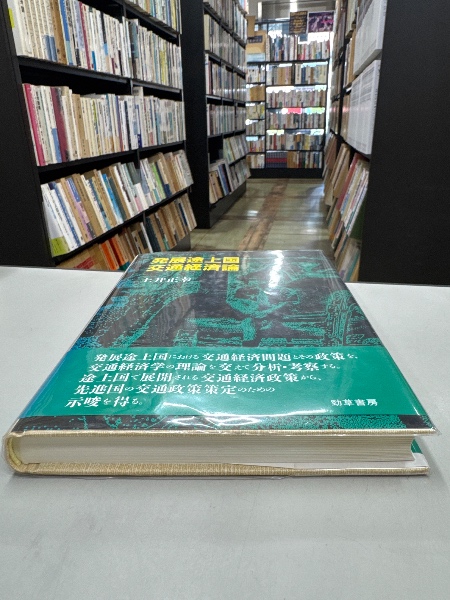 発展途上国
交通経済論
土井正幸
発展途上国における交通経済問題とその政策を、
交通経済学の理論を交えて分析・考察する。
途上国で展開される交通経済政策から、
先進国の交通政策策定のための
示唆を得る。
勁草書房